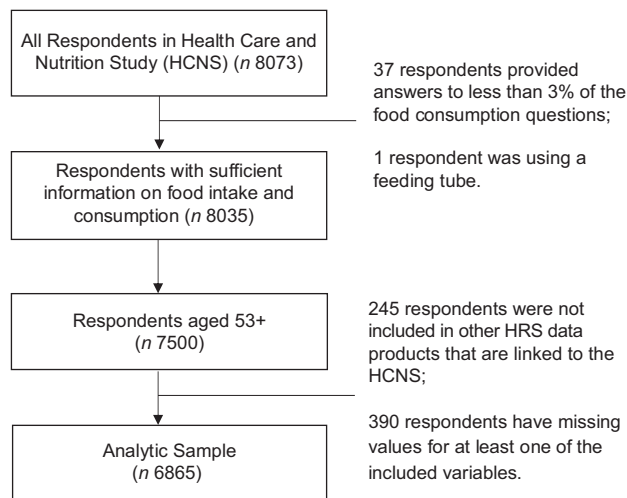 All Respondents in Health Care and
Nutrition Study (HCNS) (n 8073)
37 respondents provided
answers to less than 3% of the
food consumption questions;
1 respondent was using a
feeding tube.
Respondents with sufficient
information on food intake and
consumption (n 8035)
Respondents aged 53+
(n 7500)
245 respondents were not
included in other HRS data
products that are linked to the
HCNS;
390 respondents have missing
values for at least one of the
included variables.
Analytic Sample
(n 6865)